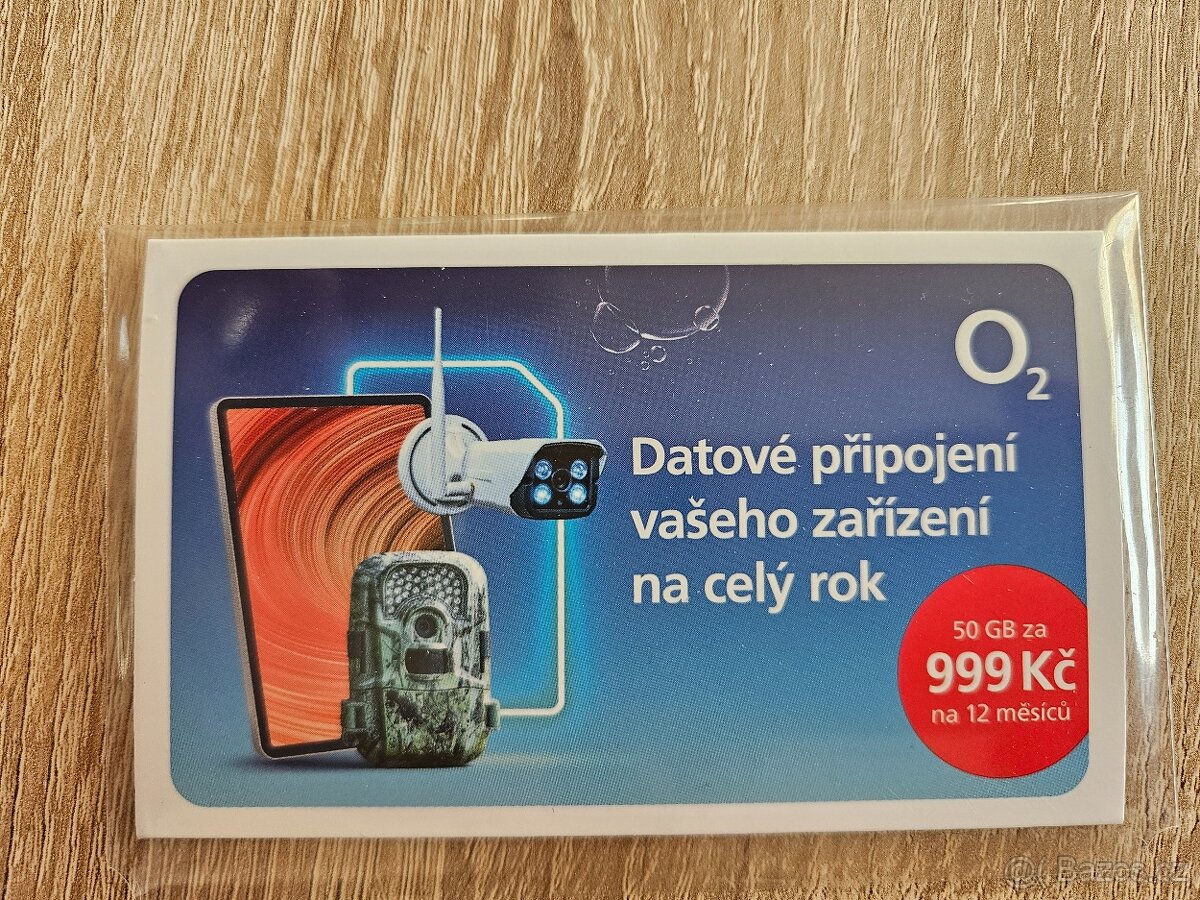 O2
Datové připojení
vašeho zařízení
na celý rok
50 GB za
999 Kč
na 12 měsíců
Bazos.cz